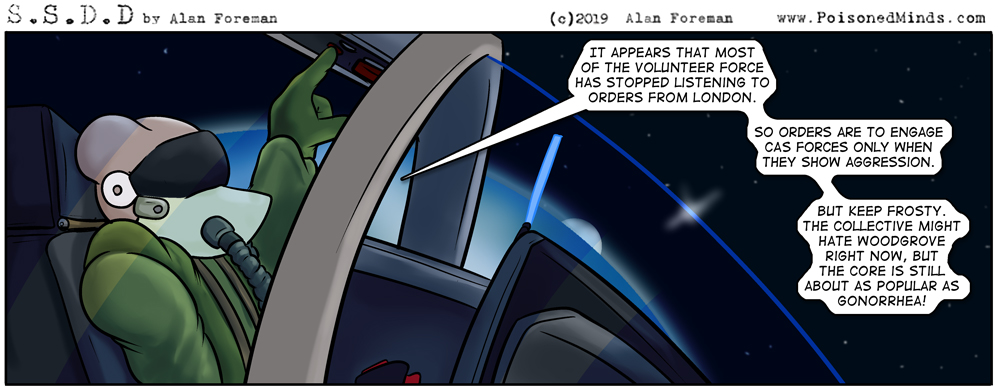 S.S.D.D by Alan Foreman (c)2019 Alan Foreman www.PoisonedMinds.com
IT APPEARS THAT MOST
OF THE VOLUNTEER FORCE
HAS STOPPED LISTENING TO
ORDERS FROM LONDON.
SO ORDERS ARE TO ENGAGE
CAS FORCES ONLY WHEN
THEY SHOW AGGRESSION.
BUT KEEP FROSTY.
THE COLLECTIVE MIGHT
HATE WOODGROVE
RIGHT NOW, BUT
THE CORE IS STILL
ABOUT AS POPULAR AS
GONORRHEA!